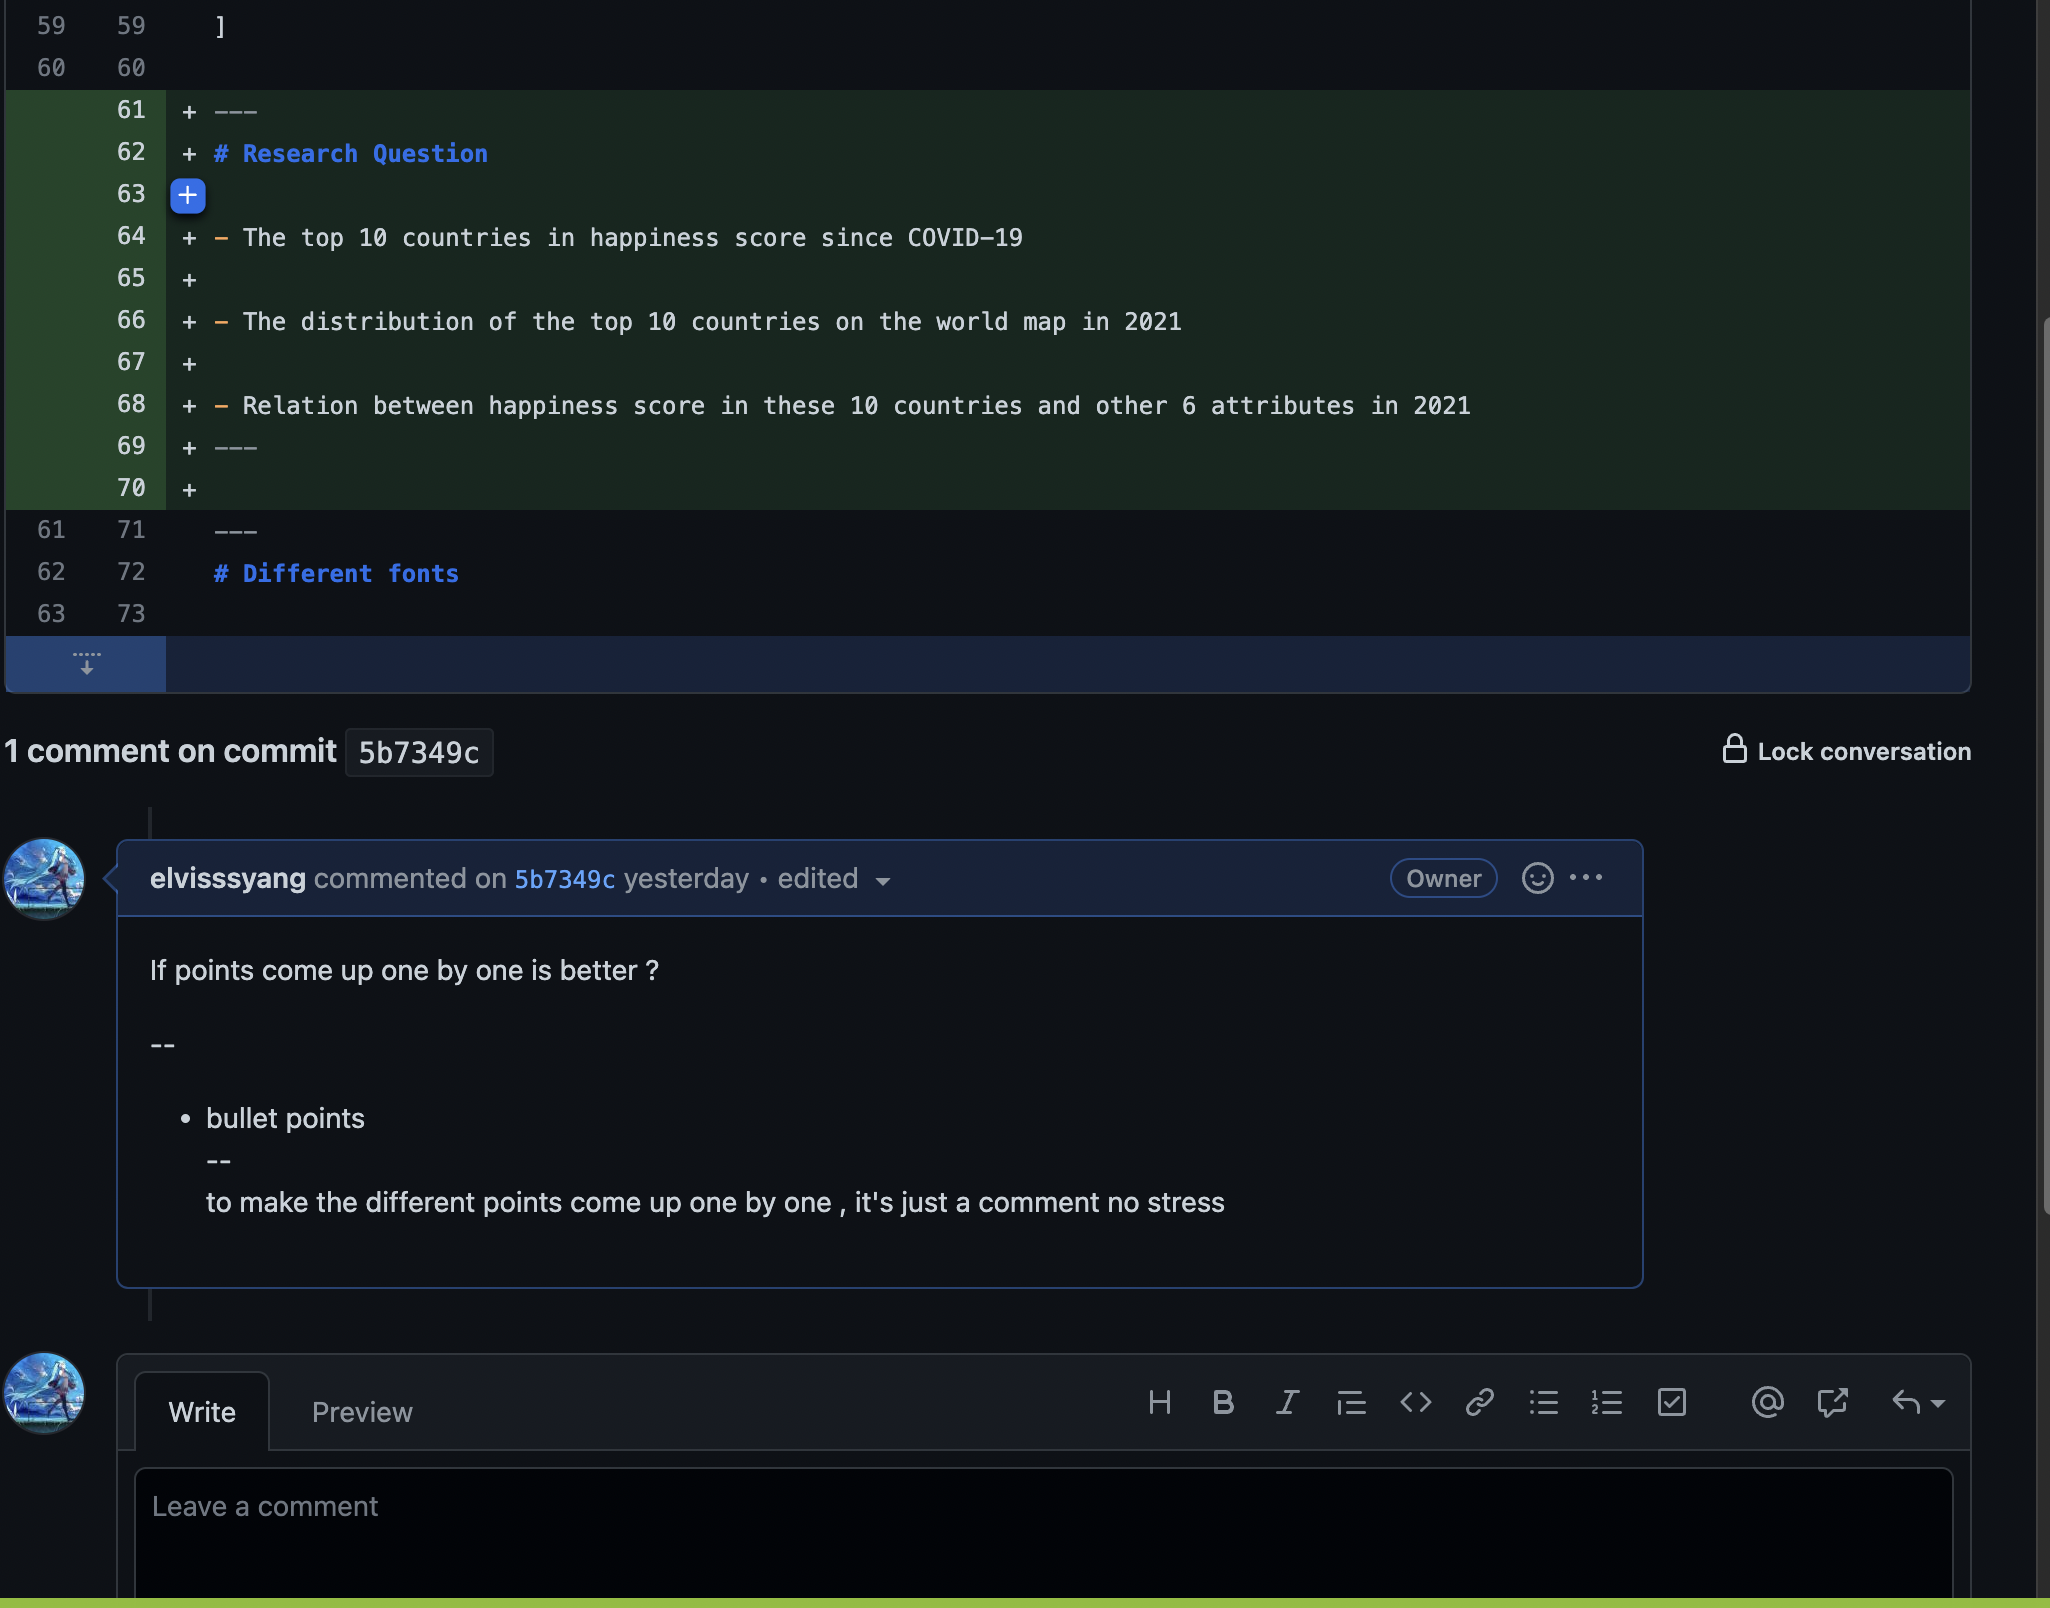 59 59 ]
60 60
61 + ---
62 + # Research Question
63 +
64 + - The top 10 countries in happiness score since COVID-19
65 +
66 + - The distribution of the top 10 countries on the world map in 2021
67 +
68 + - Relation between happiness score in these 10 countries and other 6 attributes in 2021
69 + ---
70 +
61 71 ---
62 72 # Different fonts
63 73
1 comment on commit 5b7349c
Lock conversation
elvisssyang commented on 5b7349c yesterday • edited
Owner
If points come up one by one is better ?
--
• bullet points
--
to make the different points come up one by one , it's just a comment no stress
Write Preview
Leave a comment